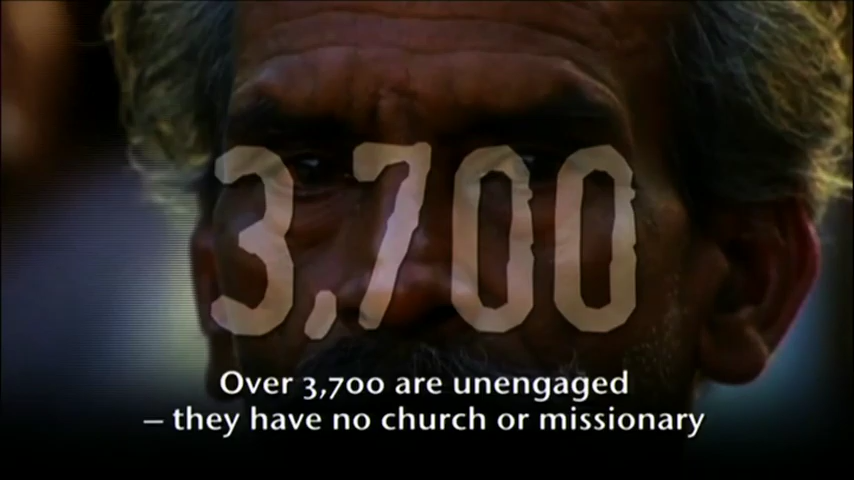 3,700
Over 3,700 are unengaged
– they have no church or missionary